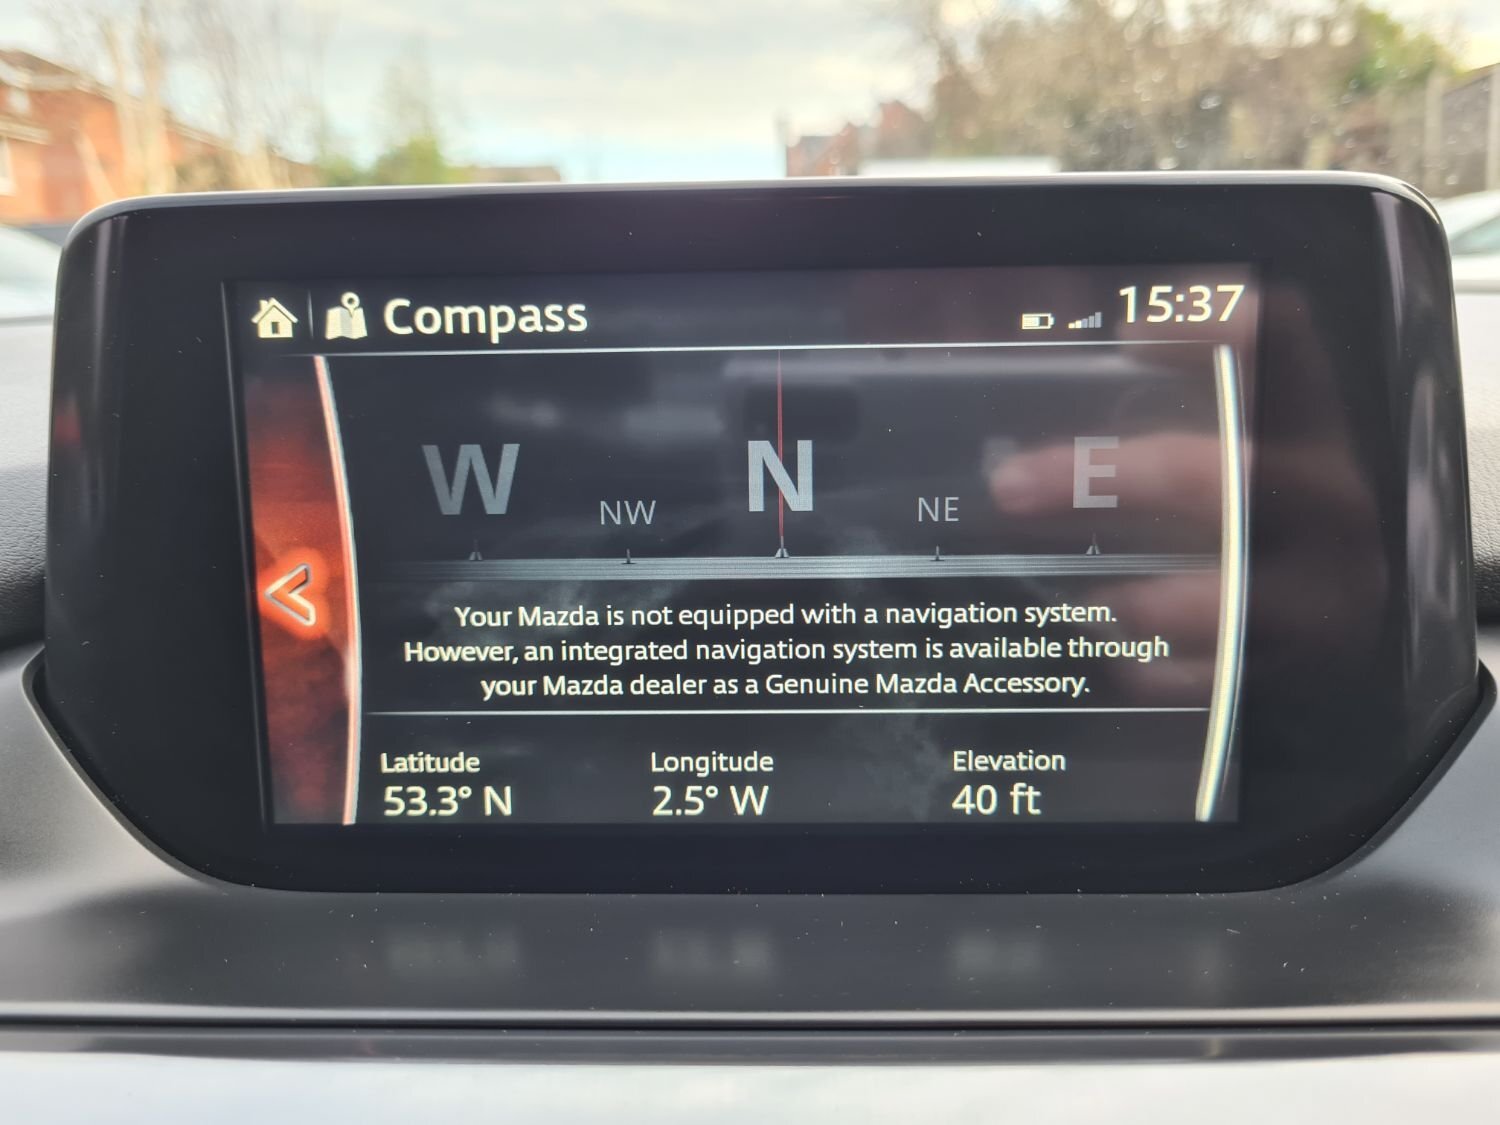 Compass
15:37
W NW N NE E
Your Mazda is not equipped with a navigation system.
However, an integrated navigation system is available through
your Mazda dealer as a Genuine Mazda Accessory.
Latitude Longitude Elevation
53.3° N 2.5° W 40 ft